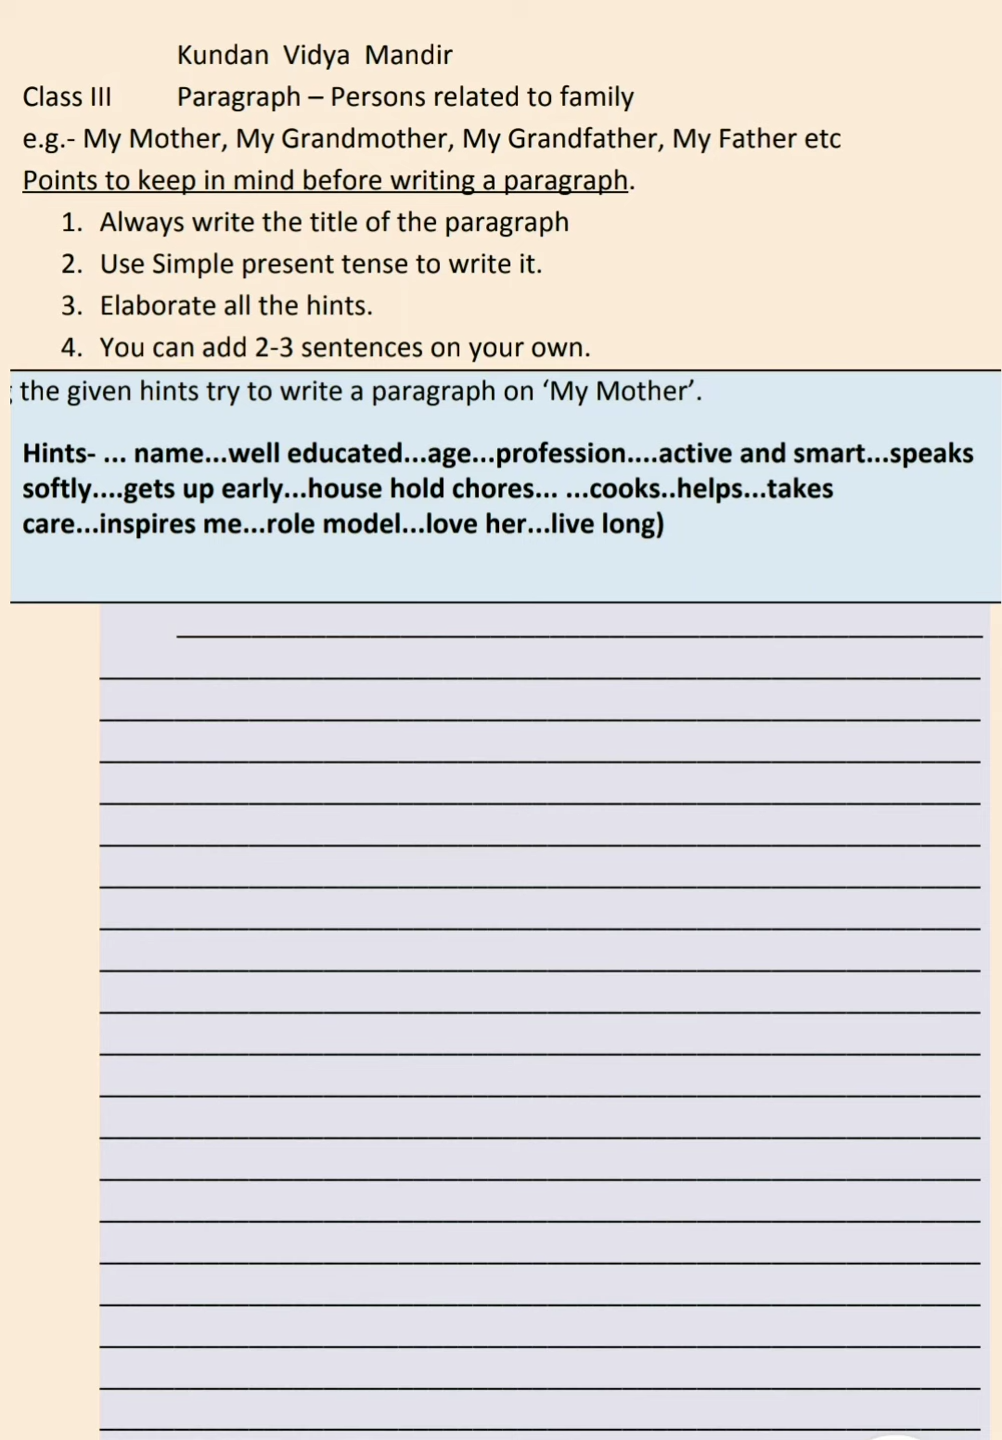 Kundan Vidya Mandir
Class III Paragraph – Persons related to family
e.g.- My Mother, My Grandmother, My Grandfather, My Father etc
Points to keep in mind before writing a paragraph.
1. Always write the title of the paragraph
2. Use Simple present tense to write it.
3. Elaborate all the hints.
4. You can add 2-3 sentences on your own.
the given hints try to write a paragraph on ‘My Mother’.
Hints- ... name...well educated...age...profession....active and smart...speaks
softly....gets up early...house hold chores... ...cooks..helps...takes
care...inspires me...role model...love her...live long)